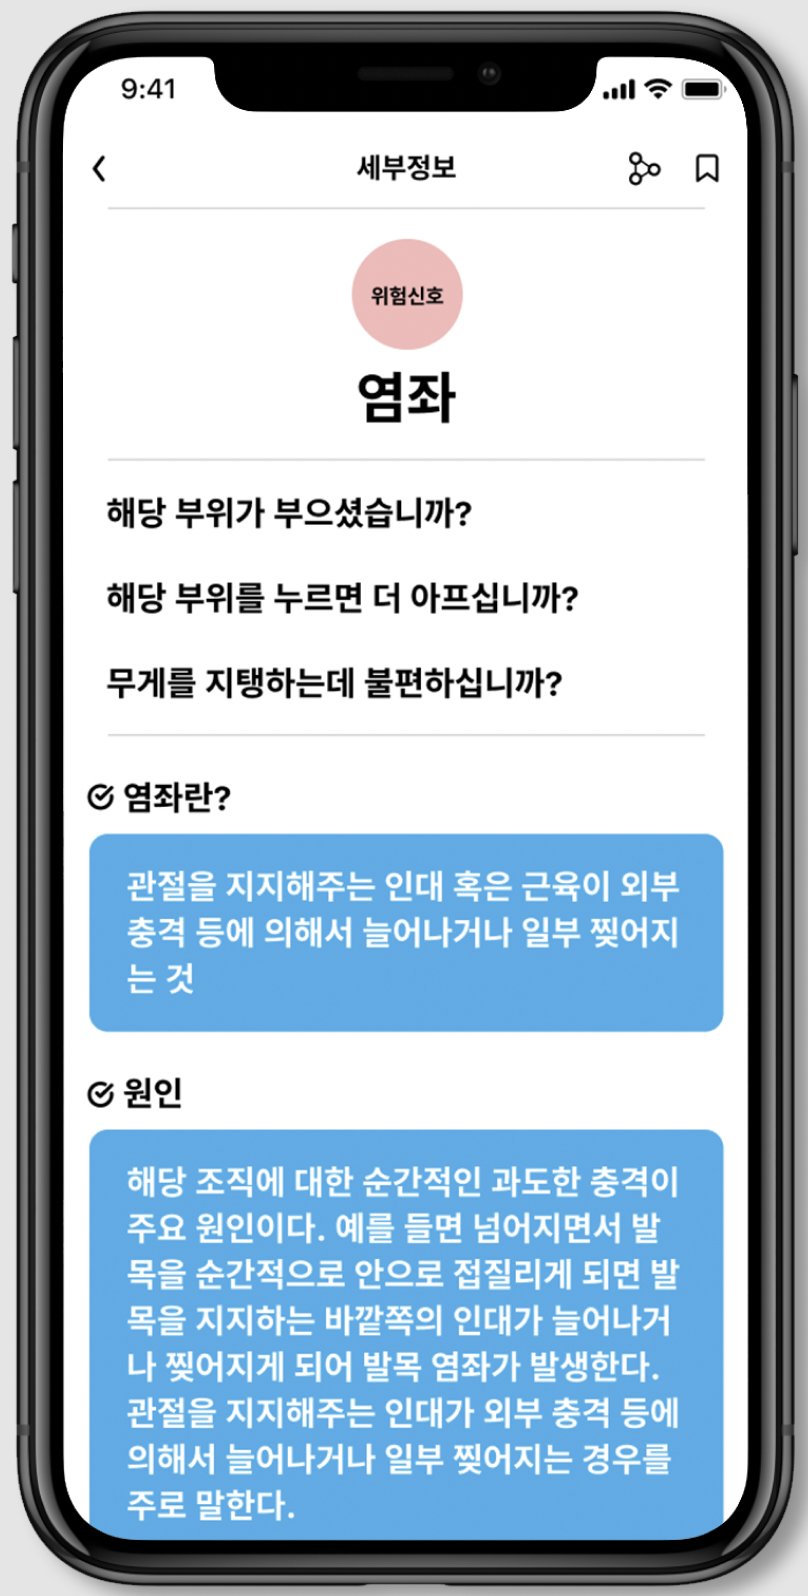 9:41
세부정보
위험신호
염좌
해당 부위가 부으셨습니까?
해당 부위를 누르면 더 아프십니까?
무게를 지탱하는데 불편하십니까?
염좌란?
관절을 지지해주는 인대 혹은 근육이 외부
충격 등에 의해서 늘어나거나 일부 찢어지
는 것
원인
해당 조직에 대한 순간적인 과도한 충격이
주요 원인이다. 예를 들면 넘어지면서 발
목을 순간적으로 안으로 접질리게 되면 발
목을 지지하는 바깥쪽의 인대가 늘어나거
나 찢어지게 되어 발목 염좌가 발생한다.
관절을 지지해주는 인대가 외부 충격 등에
의해서 늘어나거나 일부 찢어지는 경우를
주로 말한다.